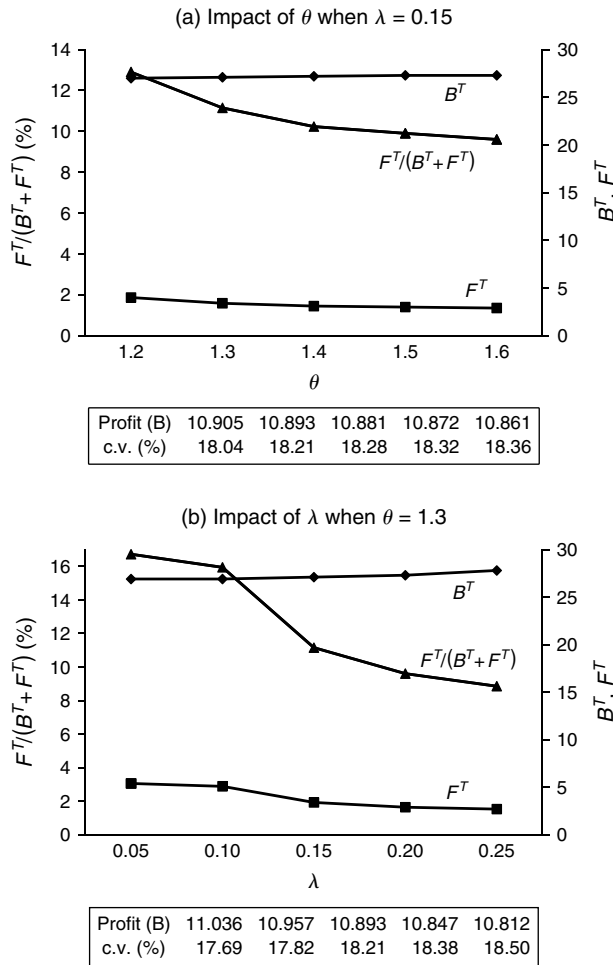 (a) Impact of θ when λ = 0.15
14 30
12 25
10 20
8 15
6
4 10
2 5
0 0
F^T/(B^T+F^T) (%)
B^T, F^T
B^T
F^T/(B^T+F^T)
F^T
1.2 1.3 1.4 1.5 1.6
θ
Profit (B) 10.905 10.893 10.881 10.872 10.861
c.v. (%) 18.04 18.21 18.28 18.32 18.36
(b) Impact of λ when θ = 1.3
16 30
14 25
12 20
10
8 15
6 10
4 5
2
0 0
F^T/(B^T+F^T) (%)
B^T, F^T
B^T
F^T/(B^T+F^T)
F^T
0.05 0.10 0.15 0.20 0.25
λ
Profit (B) 11.036 10.957 10.893 10.847 10.812
c.v. (%) 17.69 17.82 18.21 18.38 18.50